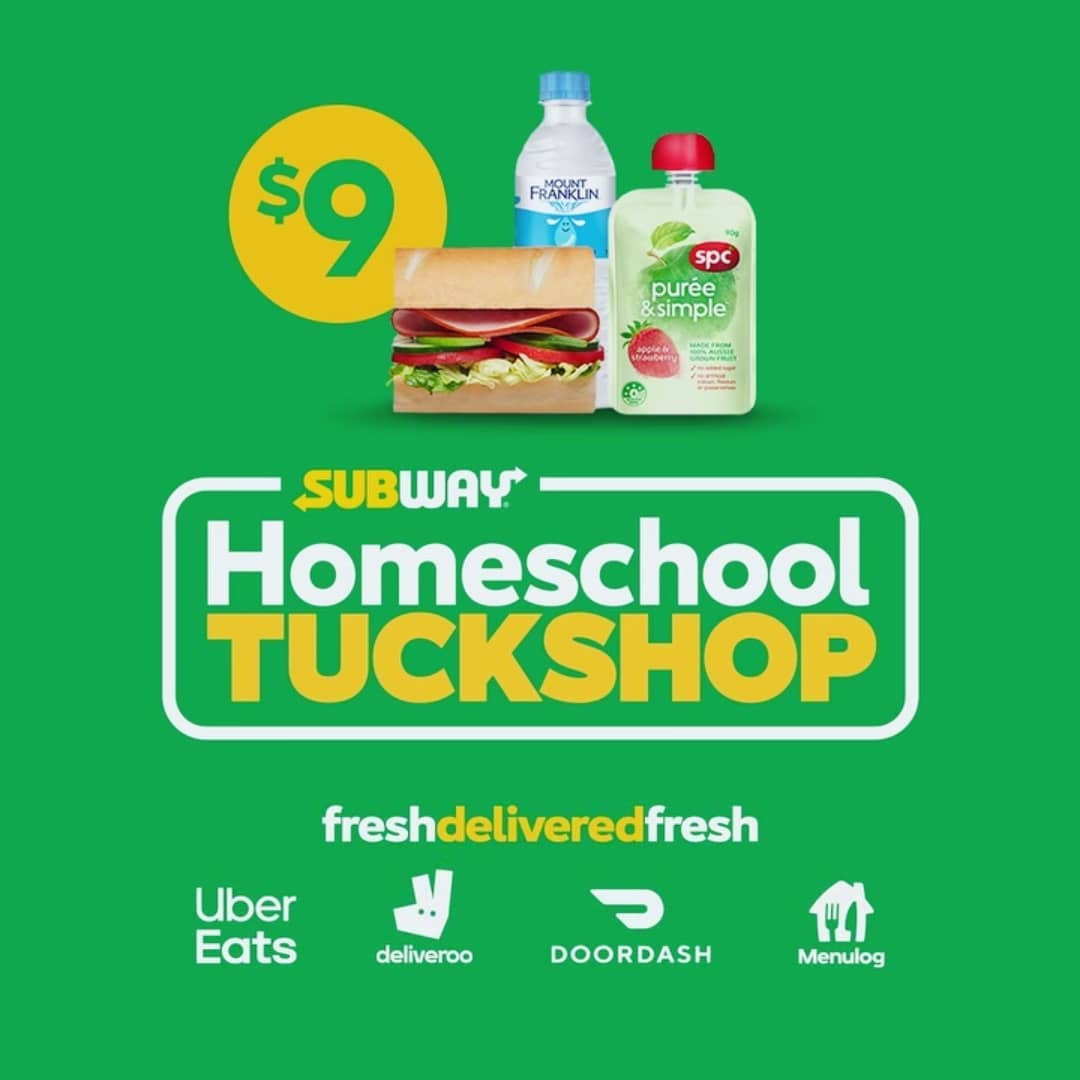 $9
MOUNT
FRANKLIN
90g
spc
purée
&simple
apple &
strawberry
MADE FROM
100% AUSSIE
GROWN FRUIT
✓ no added sugar
✓ no artificial
colours, flavours
or preservatives
SUBWAY
Homeschool
TUCKSHOP
freshdeliveredfresh
Uber
Eats
deliveroo
DOORDASH
Menulog